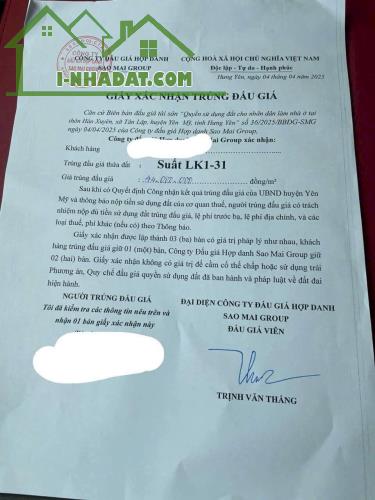 CÔNG TY ĐẤU GIÁ HỢP DANH
SAO MAI GROUP
CỘNG HOÀ XÃ HỘI CHỦ NGHĨA VIỆT NAM
Độc lập - Tự do - Hạnh phúc
Hưng Yên, ngày 04 tháng 04 năm 2025
I-NHADAT.COM
GIẤY XÁC NHẬN TRÚNG ĐẤU GIÁ
Căn cứ Biên bản đấu giá tài sản "Quyền sử dụng đất cho nhân dân làm nhà ở tại
thôn Hào Xuyên, xã Tân Lập, huyện Yên Mỹ, tỉnh Hưng Yên" số 36/2025/BBĐG-SMG
ngày 04/04/2025 của Công ty đấu giá Hợp danh Sao Mai Group.
Công ty Group xác nhận:
Khách hàng
Trúng đấu giá thửa đất : Suất LK1-31
Giá trúng đấu giá : 44.000.000 đồng/m²
Sau khi có Quyết định Công nhận kết quả trúng đấu giá của UBND huyện Yên
Mỹ và thông báo nộp tiền sử dụng đất của cơ quan thuế, người trúng đấu giá có trách
nhiệm nộp đủ tiền sử dụng đất trúng đấu giá, lệ phí trước bạ, lệ phí địa chính, và các
loại thuế, phí khác (nếu có) theo Thông báo.
Giấy xác nhận được lập thành 03 (ba) bản có giá trị pháp lý như nhau, khách
hàng trúng đấu giá giữ 01 (một) bản, Công ty Đấu giá Hợp danh Sao Mai Group giữ
02 (hai) bản. Giấy xác nhận không có giá trị để cầm cố thế chấp hoặc sử dụng trái
Phương án, Quy chế đấu giá quyền sử dụng đất đã ban hành và pháp luật về đất đai
hiện hành.
NGƯỜI TRÚNG ĐẤU GIÁ
Tôi đã kiểm tra các thông tin nêu trên và
nhận 01 bản giấy xác nhận này
ĐẠI DIỆN CÔNG TY ĐẤU GIÁ HỢP DANH
SAO MAI GROUP
ĐẤU GIÁ VIÊN
TRỊNH VĂN THẮNG